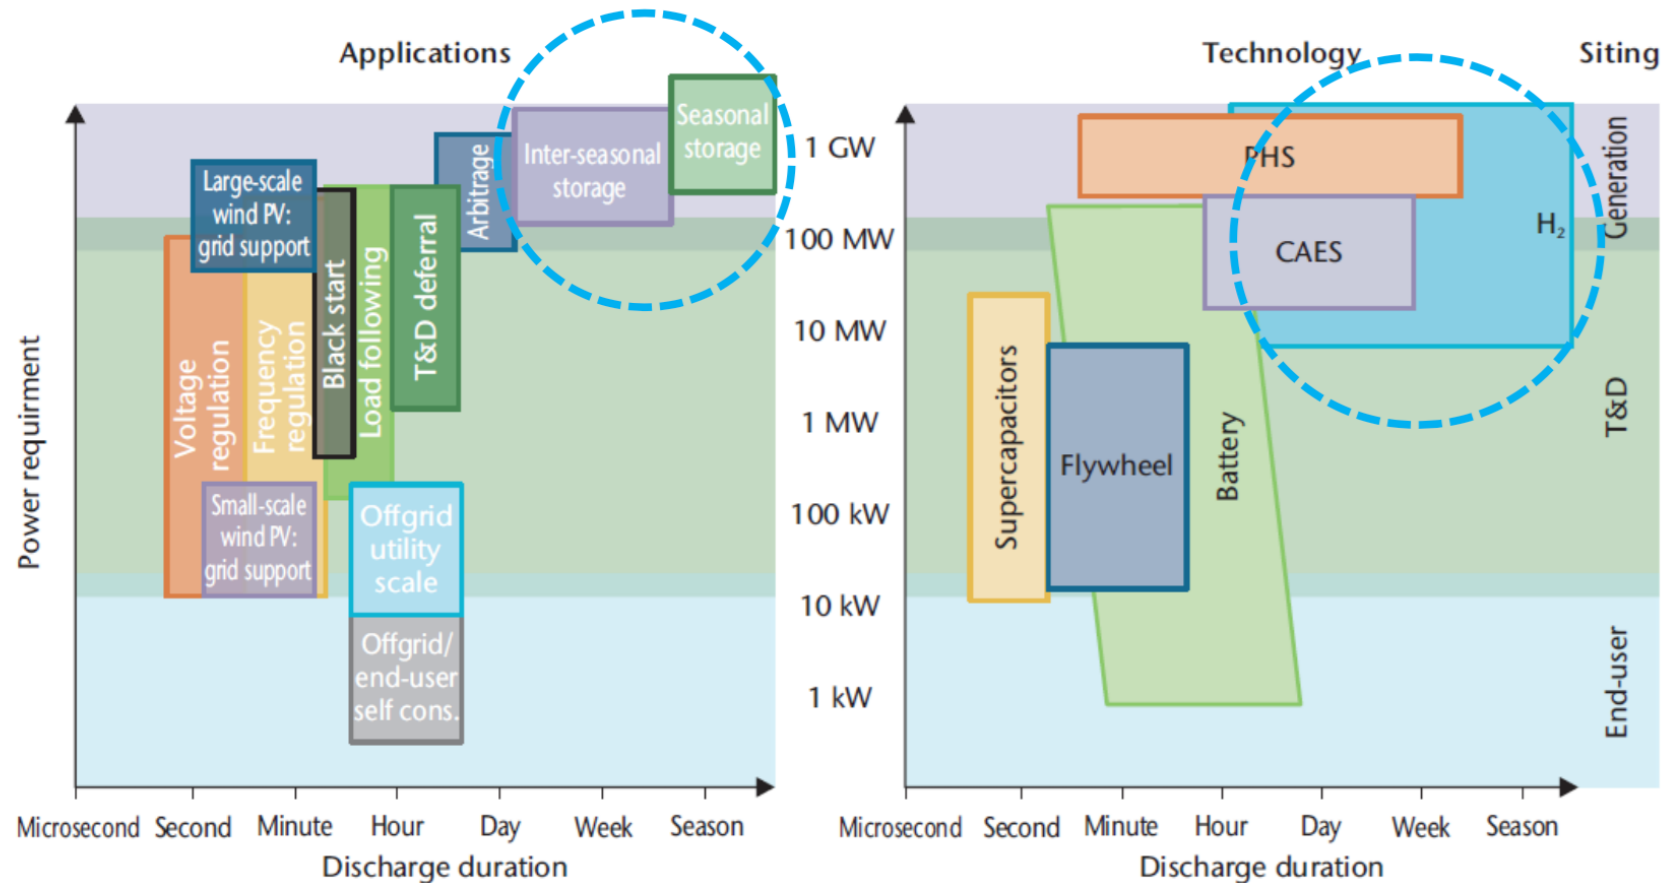 Applications
Technology
Siting
Power requirment
Large-scale
wind PV:
grid support
Voltage
regulation
Frequency
regulation
Small-scale
wind PV:
grid support
Black start
Load following
T&D deferral
Arbitrage
Inter-seasonal
storage
Seasonal
storage
Offgrid
utility
scale
Offgrid/
end-user
self cons.
1 GW
100 MW
10 MW
1 MW
100 kW
10 kW
1 kW
Microsecond
Second
Minute
Hour
Day
Week
Season
Discharge duration
PHS
H₂
CAES
Supercapacitors
Flywheel
Battery
Generation
T&D
End-user
Microsecond
Second
Minute
Hour
Day
Week
Season
Discharge duration